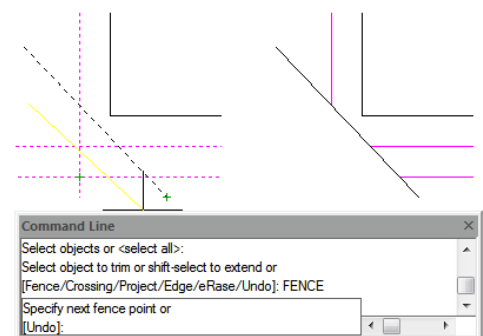 Command Line
Select objects or <select all>:
Select object to trim or shift-select to extend or
[Fence/Crossing/Project/Edge/eRase/Undo]: FENCE
Specify next fence point or
[Undo]: